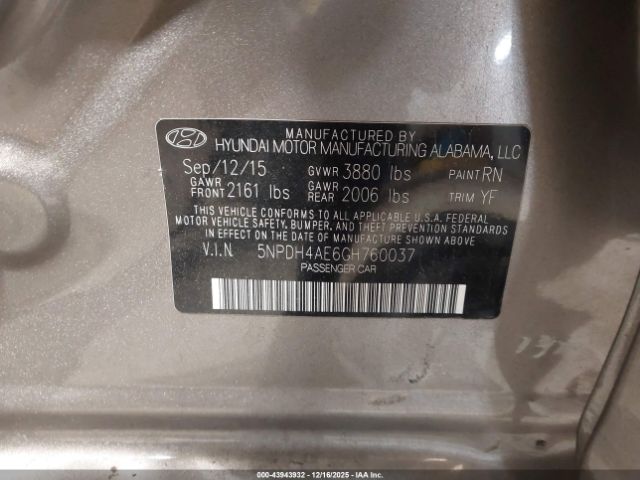 MANUFACTURED BY
HYUNDAI MOTOR MANUFACTURING ALABAMA, LLC
Sep/12/15 GVWR 3880 lbs PAINT RN
GAWR FRONT 2161 lbs GAWR REAR 2006 lbs TRIM YF
THIS VEHICLE CONFORMS TO ALL APPLICABLE U.S.A. FEDERAL
MOTOR VEHICLE SAFETY, BUMPER, AND THEFT PREVENTION STANDARDS
IN EFFECT ON THE DATE OF MANUFACTURE SHOWN ABOVE.
V.I.N. 5NPDH4AE6GH760037
PASSENGER CAR
000-43943932 - 12/16/2025 - IAA Inc.